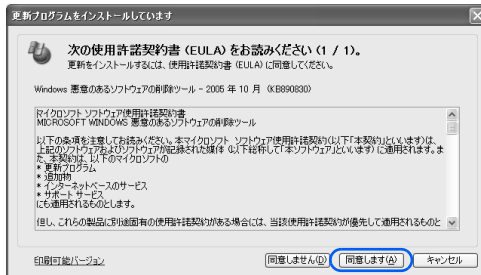 更新プログラムをインストールしています
次の使用許諾契約書 (EULA) をお読みください (1 / 1)。
更新をインストールするには、使用許諾契約書 (EULA) に同意してください。
Windows 悪意のあるソフトウェアの削除ツール - 2005 年 10 月 (KB890830)
マイクロソフト ソフトウェア使用許諾契約書
MICROSOFT WINDOWS 悪意のあるソフトウェアの削除ツール
以下の条項を注意してお読みください。本マイクロソフト ソフトウェア使用許諾契約(以下「本契約」といいます)は、
上記のソフトウェアおよびソフトウェアが記録された媒体 (以下総称して「本ソフトウェア」といいます) に適用されます。ま
た、本契約は、以下のマイクロソフトの
* 更新プログラム
* 追加物
* インターネットベースのサービス
* サポート サービス
にも適用されるものとします。
但し、これらの製品に別途固有の使用許諾契約がある場合には、当該使用許諾契約が優先して適用されるものと
印刷可能バージョン
同意しません(D)
同意します(A)
キャンセル